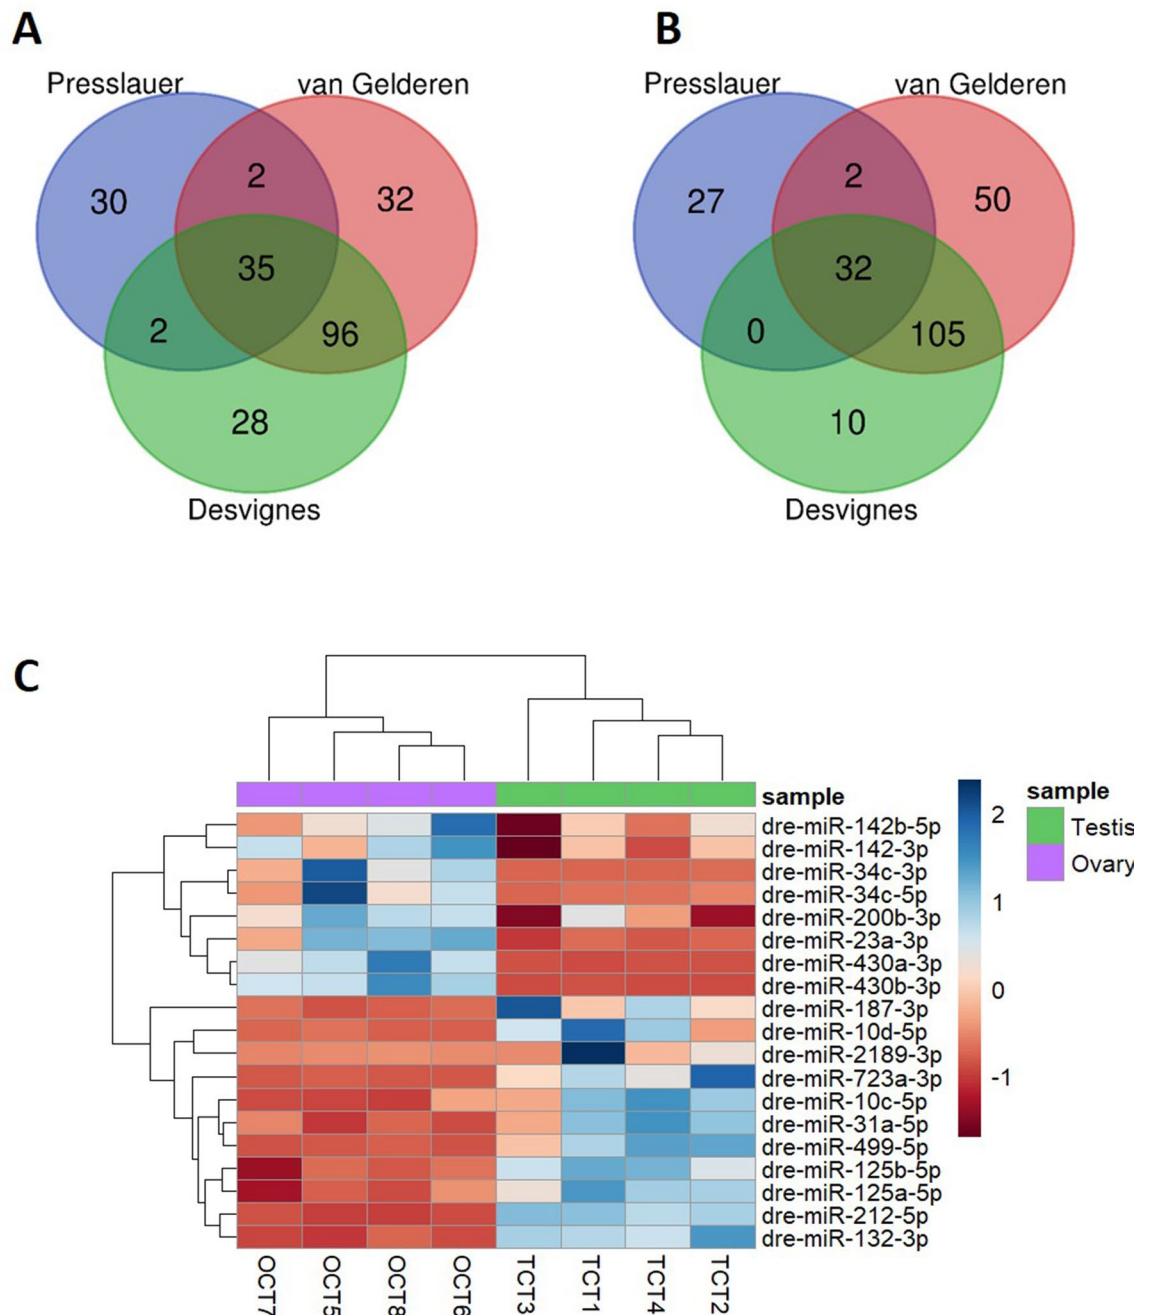 A
B
Presslauer
van Gelderen
Presslauer
van Gelderen
30
2
32
35
2
96
28
Desvignes
27
2
50
32
0
105
10
Desvignes
C
sample
dre-miR-142b-5p
dre-miR-142-3p
dre-miR-34c-3p
dre-miR-34c-5p
dre-miR-200b-3p
dre-miR-23a-3p
dre-miR-430a-3p
dre-miR-430b-3p
dre-miR-187-3p
dre-miR-10d-5p
dre-miR-2189-3p
dre-miR-723a-3p
dre-miR-10c-5p
dre-miR-31a-5p
dre-miR-499-5p
dre-miR-125b-5p
dre-miR-125a-5p
dre-miR-212-5p
dre-miR-132-3p
OCT7
OCT5
OCT8
OCT6
TCT3
TCT1
TCT4
TCT2
2
1
0
-1
sample
Testis
Ovary